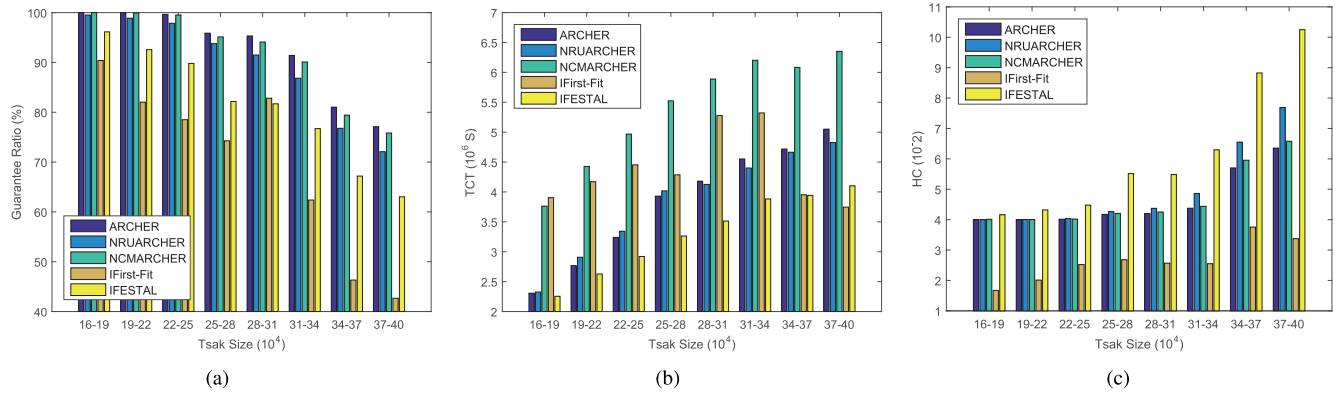 100
90
80
70
60
50
40
Guarantee Ratio (%)
ARCHER
NRUARCHER
NCMARCHER
IFirst-Fit
IFESTAL
16-19 19-22 22-25 25-28 28-31 31-34 34-37 37-40
Tsak Size (10^4)
(a)
7
6.5
6
5.5
5
4.5
4
3.5
3
2.5
2
TCT (10^6 S)
ARCHER
NRUARCHER
NCMARCHER
IFirst-Fit
IFESTAL
16-19 19-22 22-25 25-28 28-31 31-34 34-37 37-40
Tsak Size (10^4)
(b)
11
10
9
8
7
6
5
4
3
2
1
HC (10^-2)
ARCHER
NRUARCHER
NCMARCHER
IFirst-Fit
IFESTAL
16-19 19-22 22-25 25-28 28-31 31-34 34-37 37-40
Tsak Size (10^4)
(c)